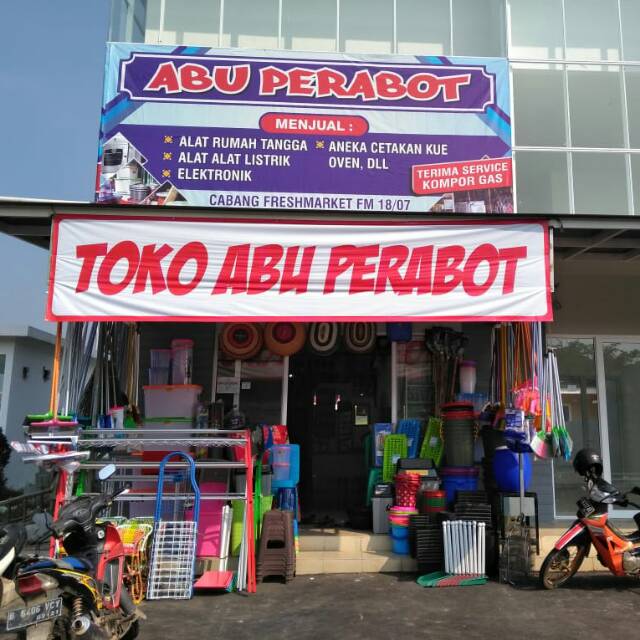 ABU PERABOT
MENJUAL :
ALAT RUMAH TANGGA
ALAT ALAT LISTRIK
ELEKTRONIK
ANEKA CETAKAN KUE
OVEN, DLL
TERIMA SERVICE
KOMPOR GAS
CABANG FRESHMARKET FM 18/07
TOKO ABU PERABOT